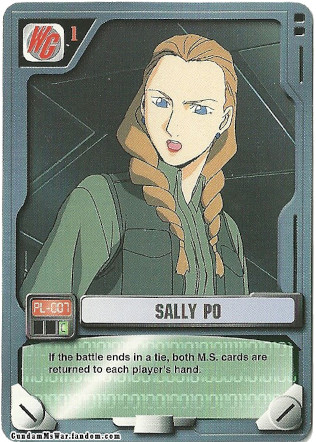 WG 1
PL-007
C
SALLY PO
If the battle ends in a tie, both M.S. cards are
returned to each player's hand.
GundamMsWar.fandom.com